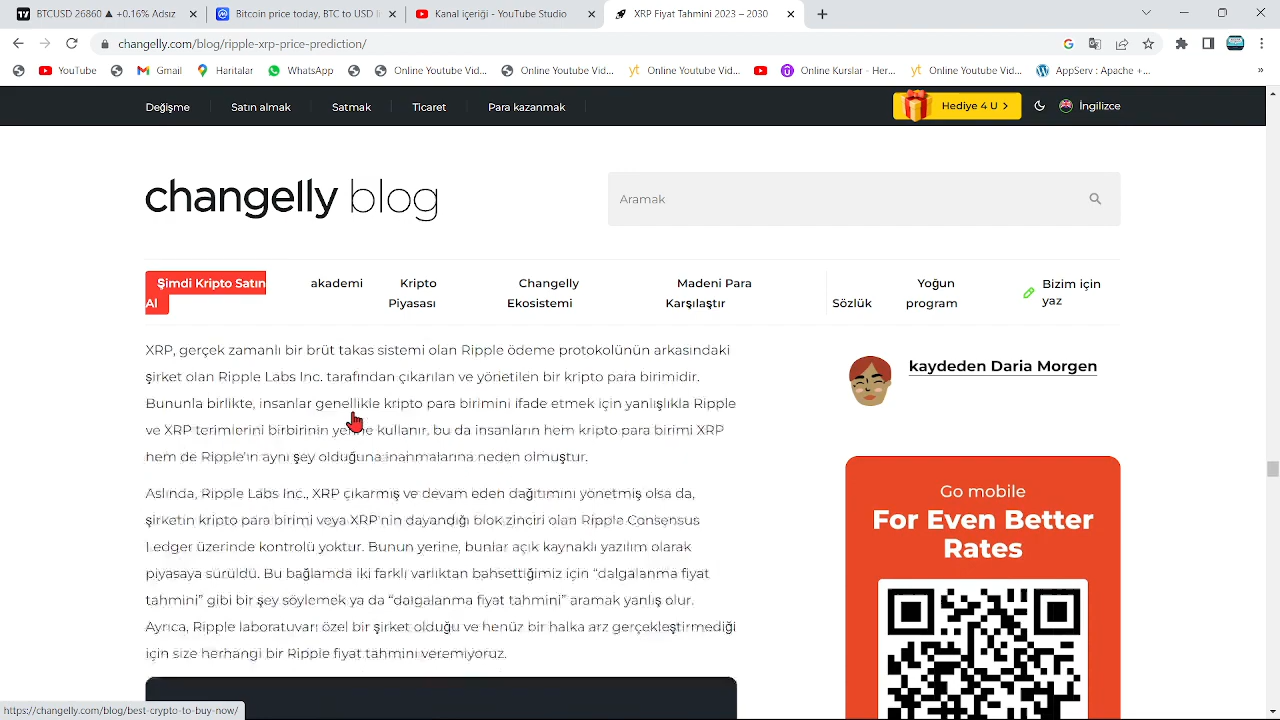 BTCUSD 26860 ▲ +0.16% Adsız
Bitcoin price today, BTC to USD l
Kanal içeriği - YouTube Studio
XRP Fiyat Tahmini 2023 – 2030
changelly.com/blog/ripple-xrp-price-prediction/
YouTube
Gmail
Haritalar
WhatsApp
Online Youtube Vid...
Online Youtube Vid...
Online Youtube Vid...
Online Kurslar - Her...
Online Youtube Vid...
AppServ : Apache + ...
»
Değişme
Satın almak
Satmak
Ticaret
Para kazanmak
Hediye 4 U >
İngilizce
changelly blog
Aramak
Şimdi Kripto Satın
Al
akademi
Kripto
Piyasası
Changelly
Ekosistemi
Madeni Para
Karşılaştır
Sözlük
Yoğun
program
Bizim için
yaz
XRP, gerçek zamanlı bir brüt takas sistemi olan Ripple ödeme protokolünün arkasındaki
şirket olan Ripple Labs Inc. tarafından çıkarılan ve yönetilen bir kripto para birimidir.
Bununla birlikte, insanlar genellikle kripto para birimini ifade etmek için yanlışlıkla Ripple
ve XRP terimlerini birbirinin yerine kullanır, bu da insanların hem kripto para birimi XRP
hem de Ripple'ın aynı şey olduğuna inanmalarına neden olmuştur.
Aslında, Ripple Labs Inc., XRP çıkarmış ve devam eden dağıtımını yönetmiş olsa da,
şirketin kripto para birimi veya XRP'nin dayandığı blok zinciri olan Ripple Consensus
Ledger üzerinde kontrolü yoktur. Bunun yerine, bunlar açık kaynaklı yazılım olarak
piyasaya sürüldü. Bu bağlamda iki farklı varlıktan bahsettiğimiz için “dalgalanma fiyat
tahmini” gibi bir şey söylemek ya da “dalgalanma fiyat tahmini” aramak yanlış olur.
Ayrıca, Ripple laboratuvarı özel bir şirket olduğu ve henüz bir halka arz gerçekleştirmediği
için size herhangi bir Ripple fiyat tahmini veremiyoruz.
kaydeden Daria Morgen
Go mobile
For Even Better
Rates
https://changelly.com/blog/best-crypto-to-buy-now/